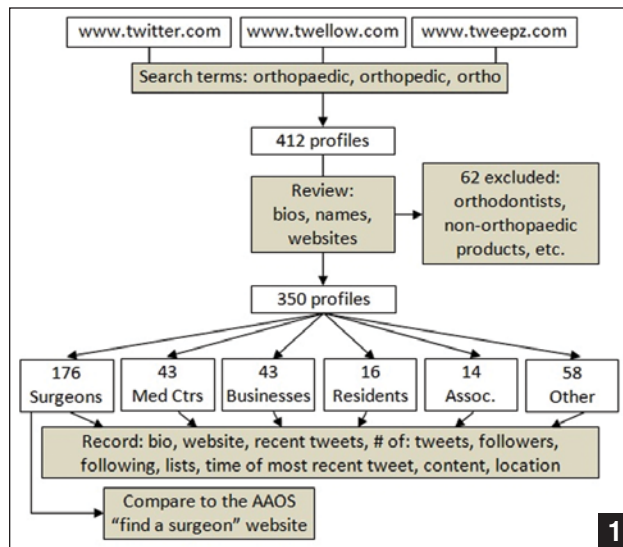 www.twitter.com www.twellow.com www.tweepz.com
Search terms: orthopaedic, orthopedic, ortho
412 profiles
Review:
bios, names,
websites
62 excluded:
orthodontists,
non-orthopaedic
products, etc.
350 profiles
176
Surgeons
43
Med Ctrs
43
Businesses
16
Residents
14
Assoc.
58
Other
Record: bio, website, recent tweets, # of: tweets, followers,
following, lists, time of most recent tweet, content, location
Compare to the AAOS
“find a surgeon” website
1